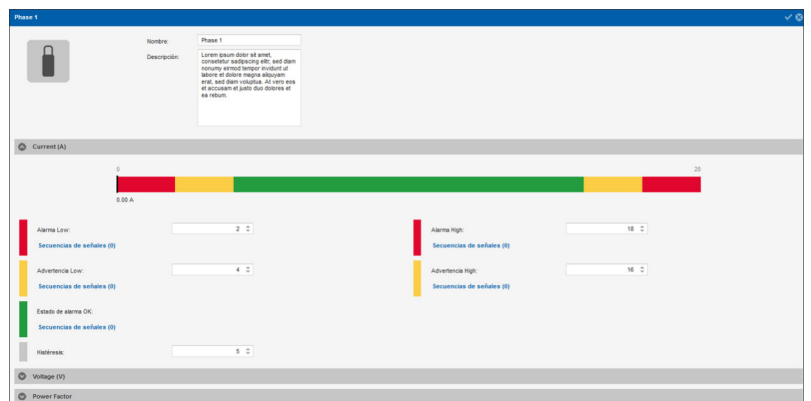 Phase 1
Nombre:
Phase 1
Descripción:
Lorem ipsum dolor sit amet,
consetetur sadipscing elitr, sed diam
nonumy eirmod tempor invidunt ut
labore et dolore magna aliquyam
erat, sed diam voluptua. At vero eos
et accusam et justo duo dolores et
ea rebum.
Current (A)
0
20
0.00 A
Alarma Low:
2
Secuencias de señales (0)
Alarma High:
18
Secuencias de señales (0)
Advertencia Low:
4
Secuencias de señales (0)
Advertencia High:
16
Secuencias de señales (0)
Estado de alarma OK:
Secuencias de señales (0)
Histéresis:
5
Voltage (V)
Power Factor